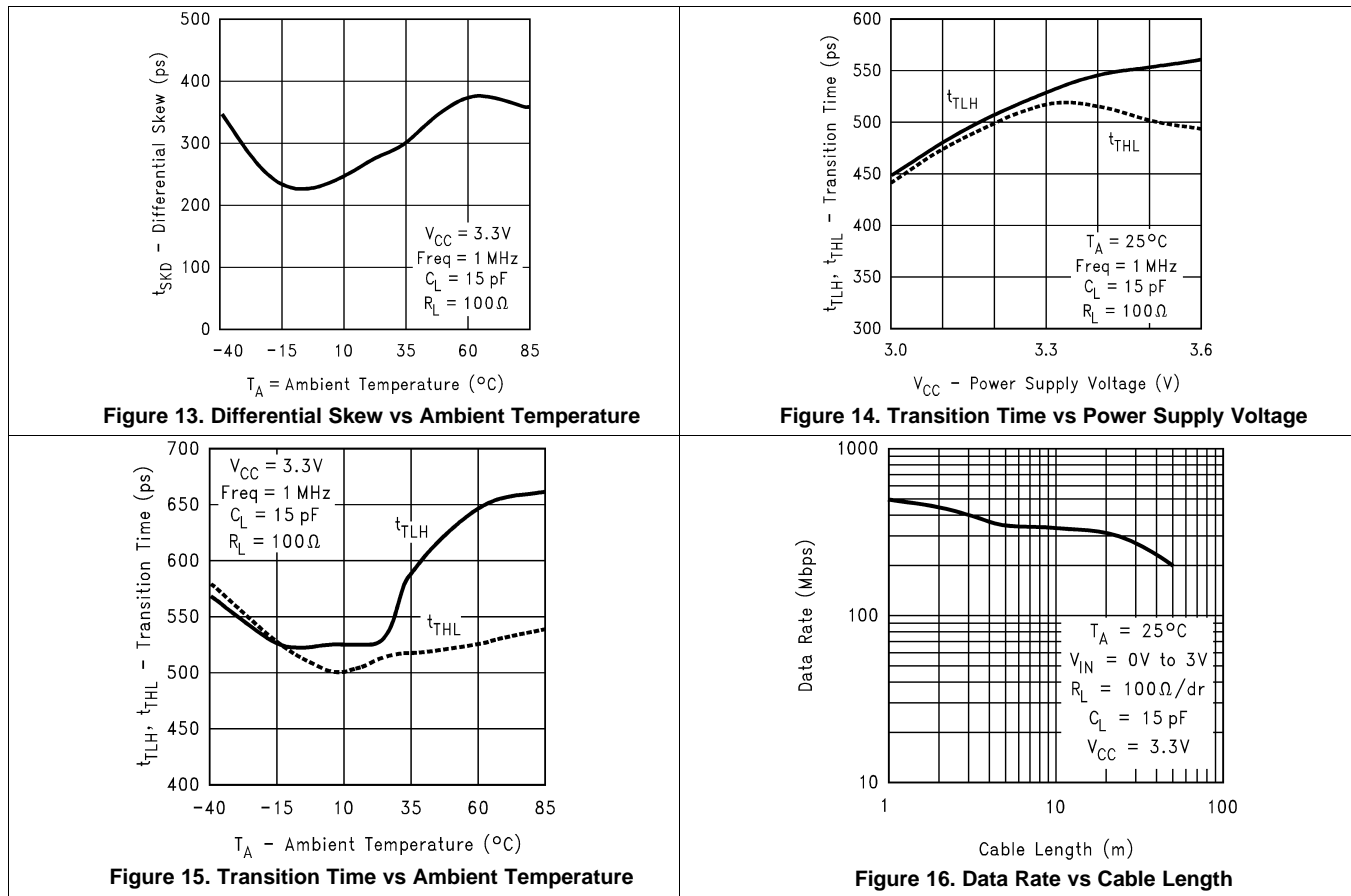 500
400
300
200
100
0
-40 -15 10 35 60 85
t_SKD - Differential Skew (ps)
V_CC = 3.3V
Freq = 1 MHz
C_L = 15 pF
R_L = 100Ω
T_A = Ambient Temperature (°C)
Figure 13. Differential Skew vs Ambient Temperature
600
550
500
450
400
350
300
3.0 3.3 3.6
t_TLH, t_THL - Transition Time (ps)
t_TLH
t_THL
T_A = 25°C
Freq = 1 MHz
C_L = 15 pF
R_L = 100Ω
V_CC - Power Supply Voltage (V)
Figure 14. Transition Time vs Power Supply Voltage
700
650
600
550
500
450
400
-40 -15 10 35 60 85
t_TLH, t_THL - Transition Time (ps)
V_CC = 3.3V
Freq = 1 MHz
C_L = 15 pF
R_L = 100Ω
t_TLH
t_THL
T_A - Ambient Temperature (°C)
Figure 15. Transition Time vs Ambient Temperature
1000
100
10
1 10 100
Data Rate (Mbps)
T_A = 25°C
V_IN = 0V to 3V
R_L = 100Ω/dr
C_L = 15 pF
V_CC = 3.3V
Cable Length (m)
Figure 16. Data Rate vs Cable Length